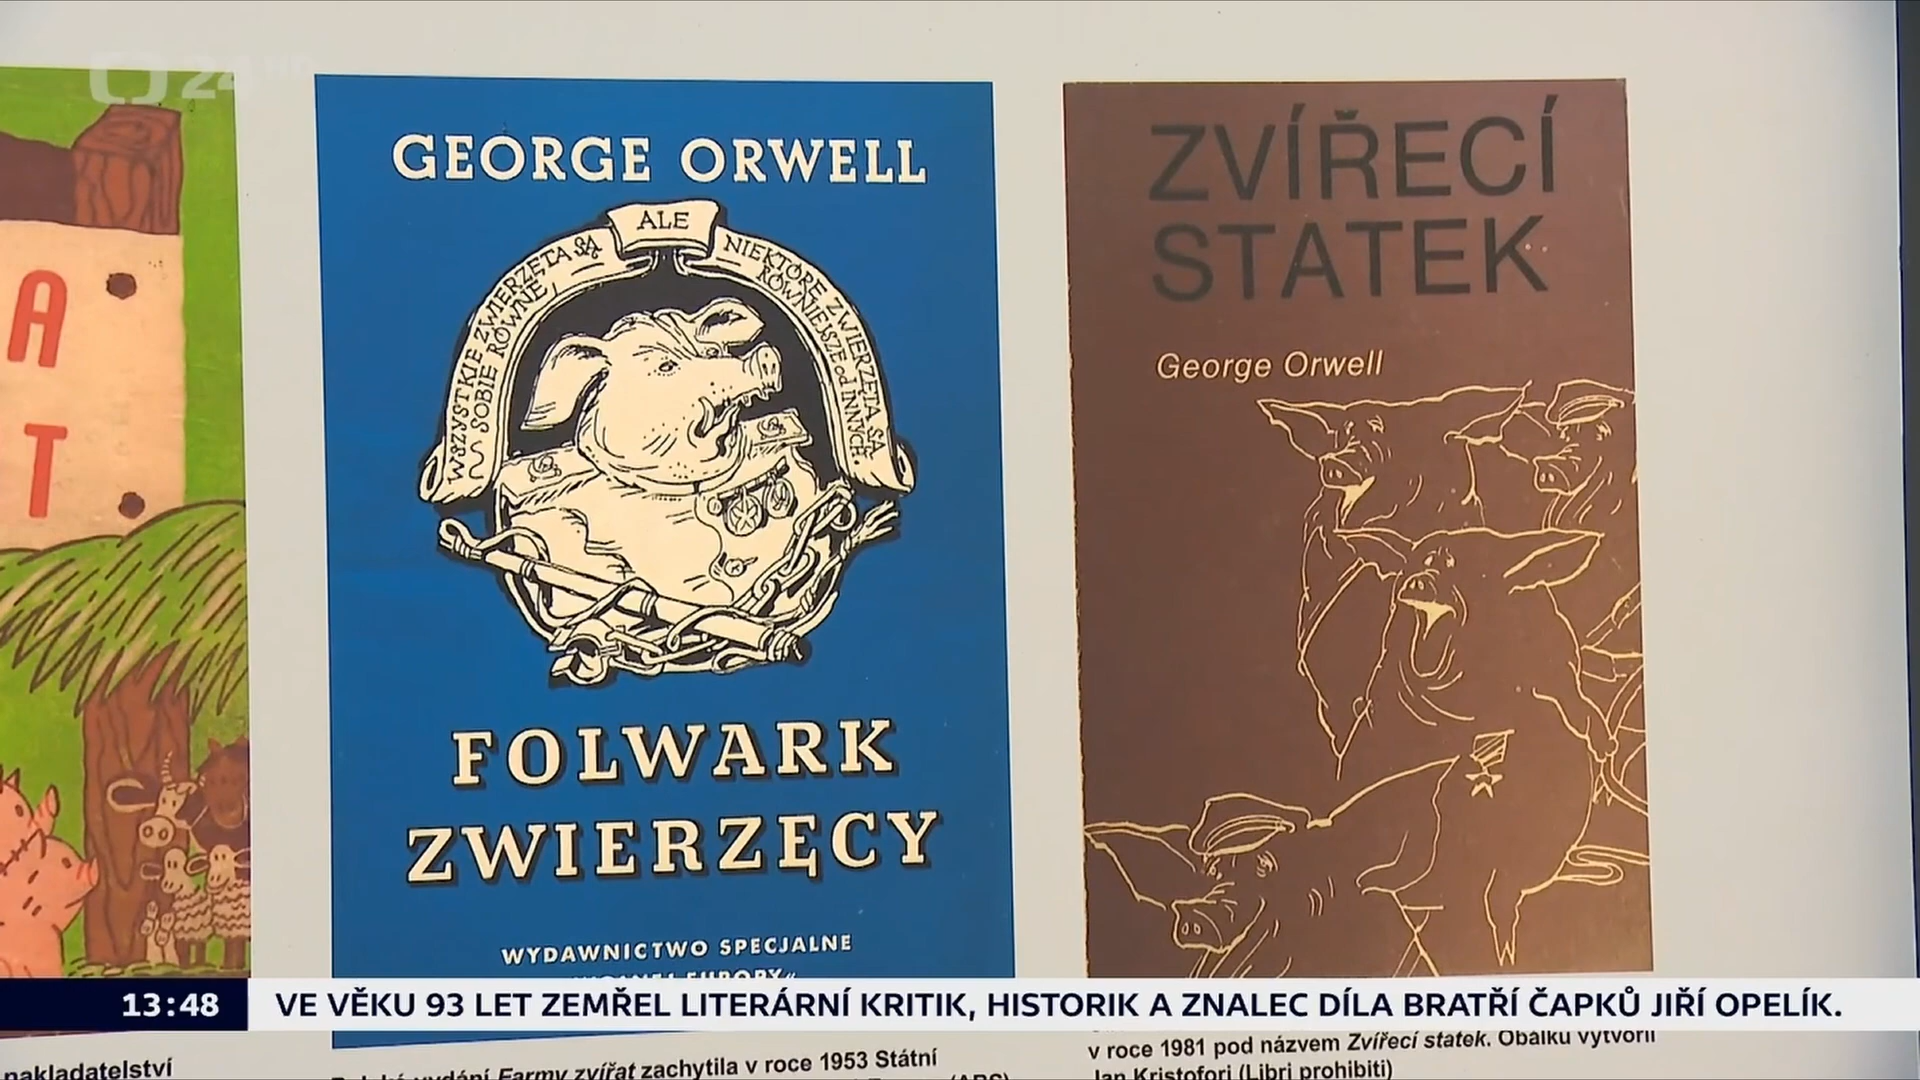 24
A
T
GEORGE ORWELL
WSZYSTKIE ZWIERZĘTA SĄ
SOBIE RÓWNE,
ALE
NIEKTÓRE ZWIERZĘTA SĄ
RÓWNIEJSZE od INNYCH.
FOLWARK
ZWIERZĘCY
WYDAWNICTWO SPECJALNE
ZVÍŘECÍ
STATEK
George Orwell
13:48 VE VĚKU 93 LET ZEMŘEL LITERÁRNÍ KRITIK, HISTORIK A ZNALEC DÍLA BRATŘÍ ČAPKŮ JIŘÍ OPELÍK.
nakladatelství
Farmy zvířat zachytila v roce 1953 Státní
v roce 1981 pod názvem Zvířecí statek. Obálku vytvořil
Jan Kristofori (Libri prohibiti)